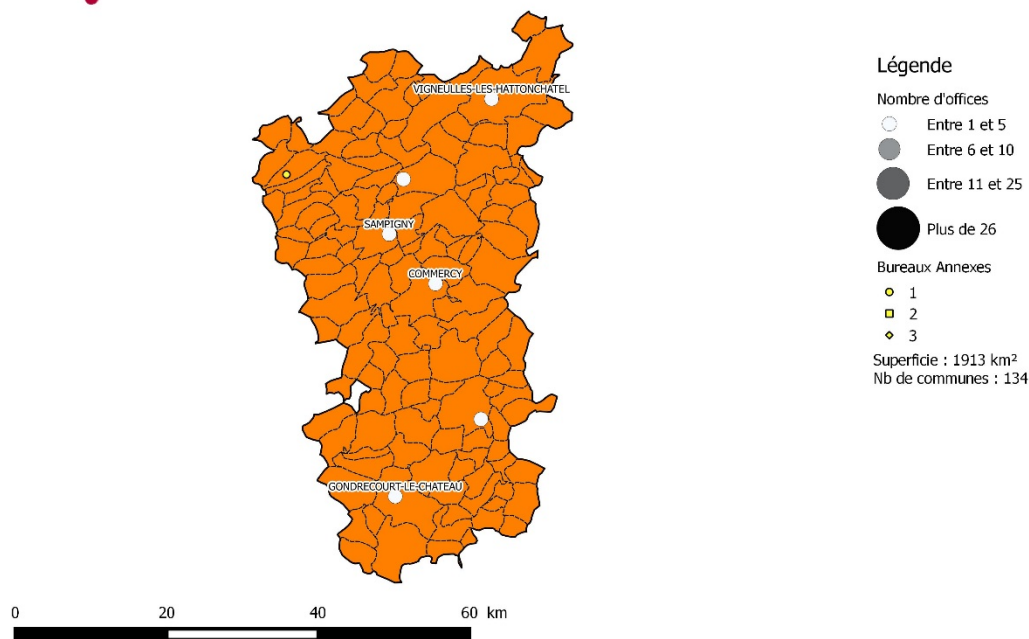 VIGNEULLES-LES-HATTONCHATEL
SAMPIGNY
COMMERCY
GONDRECOURT-LE-CHATEAU
Légende
Nombre d'offices
Entre 1 et 5
Entre 6 et 10
Entre 11 et 25
Plus de 26
Bureaux Annexes
1
2
3
Superficie : 1913 km²
Nb de communes : 134
0 20 40 60 km